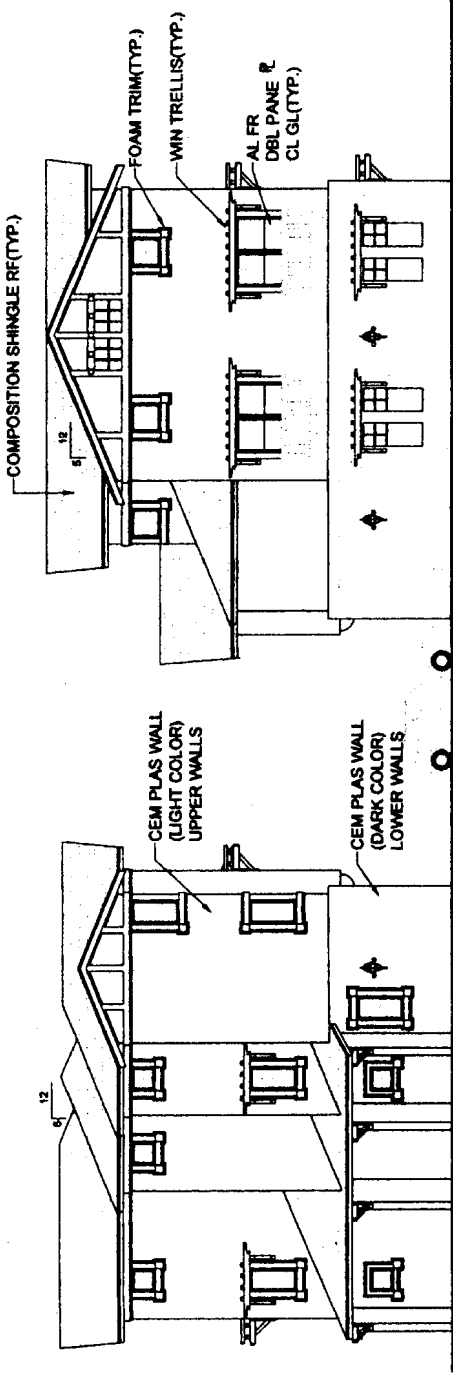 COMPOSITION SHINGLE RF(TYP.)
12
5
FOAM TRIM(TYP.)
WIN TRELLIS(TYP.)
AL FR
DBL PANE PL
CL GL(TYP.)
12
CEM PLAS WALL
(LIGHT COLOR)
UPPER WALLS
CEM PLAS WALL
(DARK COLOR)
LOWER WALLS